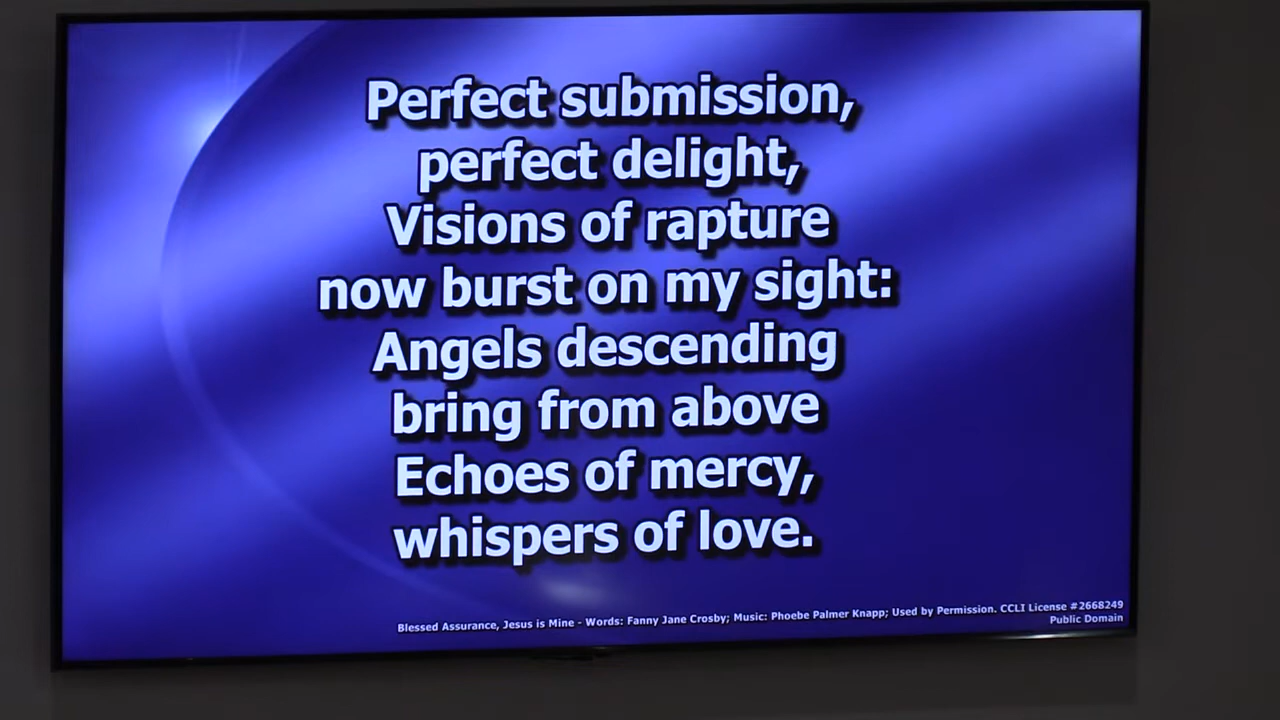 Perfect submission,
perfect delight,
Visions of rapture
now burst on my sight:
Angels descending
bring from above
Echoes of mercy,
whispers of love.
Blessed Assurance, Jesus is Mine - Words: Fanny Jane Crosby; Music: Phoebe Palmer Knapp; Used by Permission. CCLI License #2668249
Public Domain